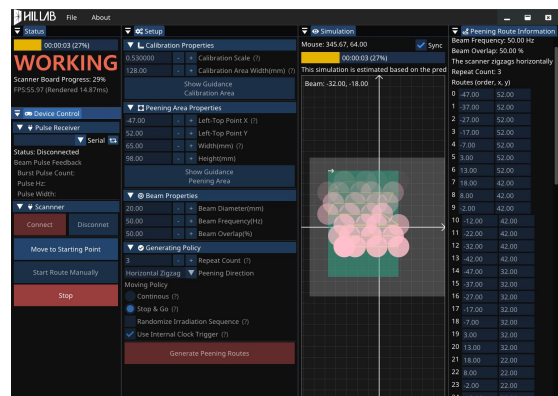 HILLAB File About
Status
00:00:03 (27%)
WORKING
Scanner Board Progress: 29%
FPS:55.97 (Rendered 14.87ms)
Device Control
Pulse Receiver
Serial
Status: Disconnected
Beam Pulse Feedback
Burst Pulse Count:
Pulse Hz:
Pulse Width:
Scannner
Connect Disconnet
Move to Starting Point
Start Route Manually
Stop
Setup
Calibration Properties
0.530000 - + Calibration Scale (?)
128.00 - + Calibration Area Width(mm) (?)
Show Guidance
Calibration Area
Peening Area Properties
-47.00 - + Left-Top Point X (?)
52.00 - + Left-Top Point Y
65.00 - + Width(mm) (?)
98.00 - + Height(mm)
Show Guidance
Peening Area
Beam Properties
20.00 - + Beam Diameter(mm)
50.00 - + Beam Frequency(Hz)
50.00 - + Beam Overlap(%)
Generating Policy
3 - + Repeat Count (?)
Horizontal Zigzag Peening Direction
Moving Policy
Continous (?)
Stop & Go (?)
Randomize Irradiation Sequence (?)
Use Internal Clock Trigger (?)
Generate Peening Routes
Simulation
Mouse: 345.67, 64.00 Sync
00:00:03 (27%)
This simulation is estimated based on the pred
Beam: -32.00, -18.00
Peening Route Information
Beam Frequency: 50.00 Hz
Beam Overlap: 50.00 %
The scanner zigzags horizontally
Repeat Count: 3
Routes (order, x, y)
0 -47.00 52.00
1 -37.00 52.00
2 -27.00 52.00
3 -17.00 52.00
4 -7.00 52.00
5 3.00 52.00
6 13.00 52.00
7 18.00 42.00
8 8.00 42.00
9 -2.00 42.00
10 -12.00 42.00
11 -22.00 42.00
12 -32.00 42.00
13 -42.00 42.00
14 -47.00 32.00
15 -37.00 32.00
16 -27.00 32.00
17 -17.00 32.00
18 -7.00 32.00
19 3.00 32.00
20 13.00 32.00
21 18.00 22.00
22 8.00 22.00
23 -2.00 22.00